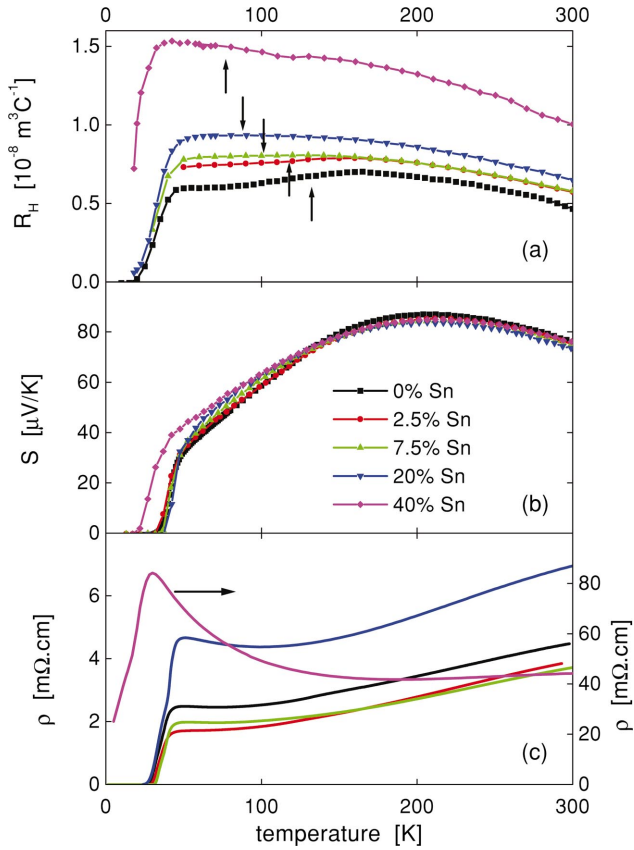 0 100 200 300
1.5
1.0
0.5
0.0
R_H [10⁻⁸ m³C⁻¹]
(a)
80
60
40
20
0
S [μV/K]
0% Sn
2.5% Sn
7.5% Sn
20% Sn
40% Sn
(b)
6
4
2
0
ρ [mΩ.cm]
80
60
40
20
0
ρ [mΩ.cm]
(c)
0 100 200 300
temperature [K]